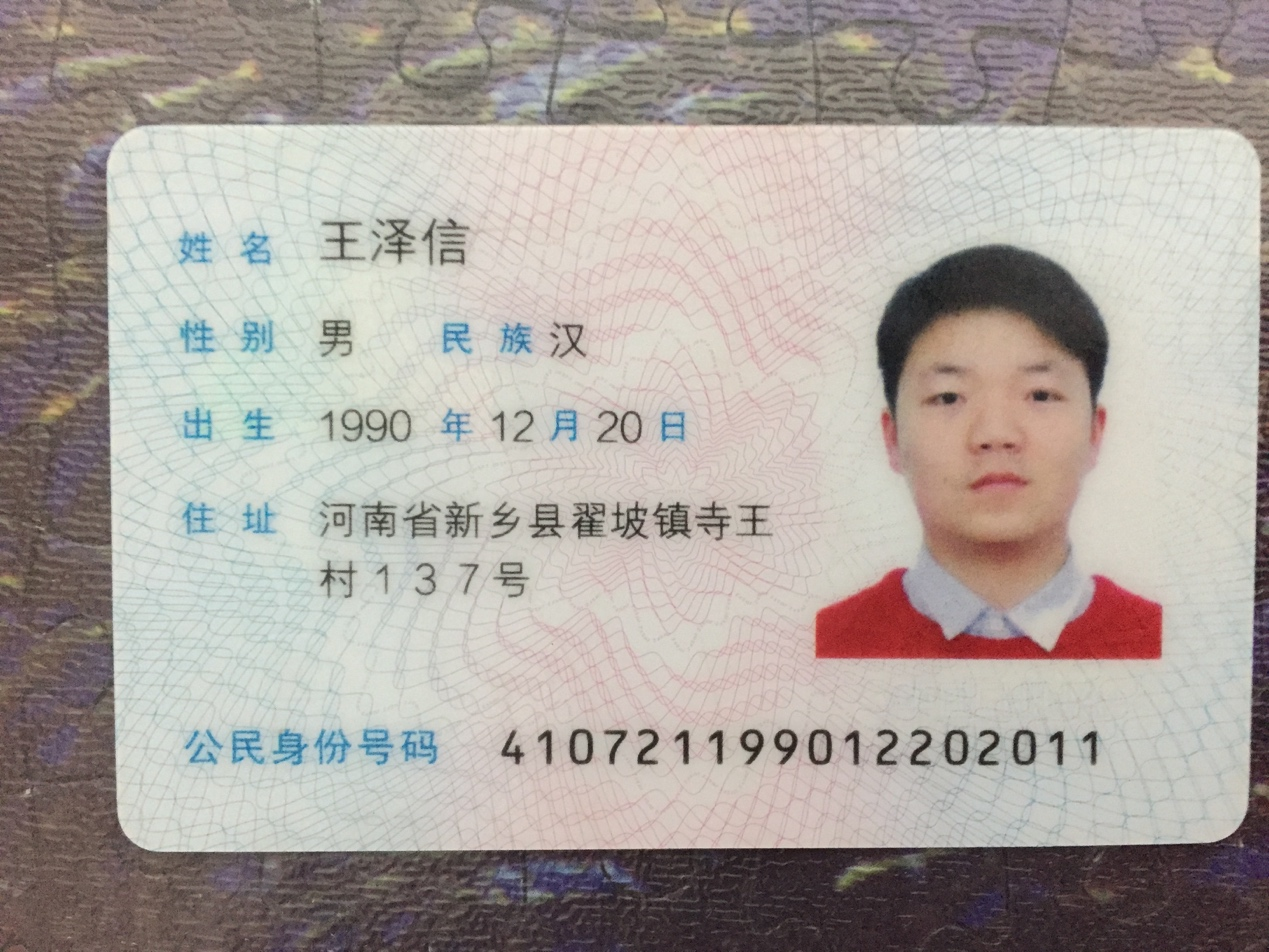 姓名 王泽信
性别 男 民族 汉
出生 1990 年 12 月 20 日
住址 河南省新乡县翟坡镇寺王
村137号
公民身份号码 410721199012202011